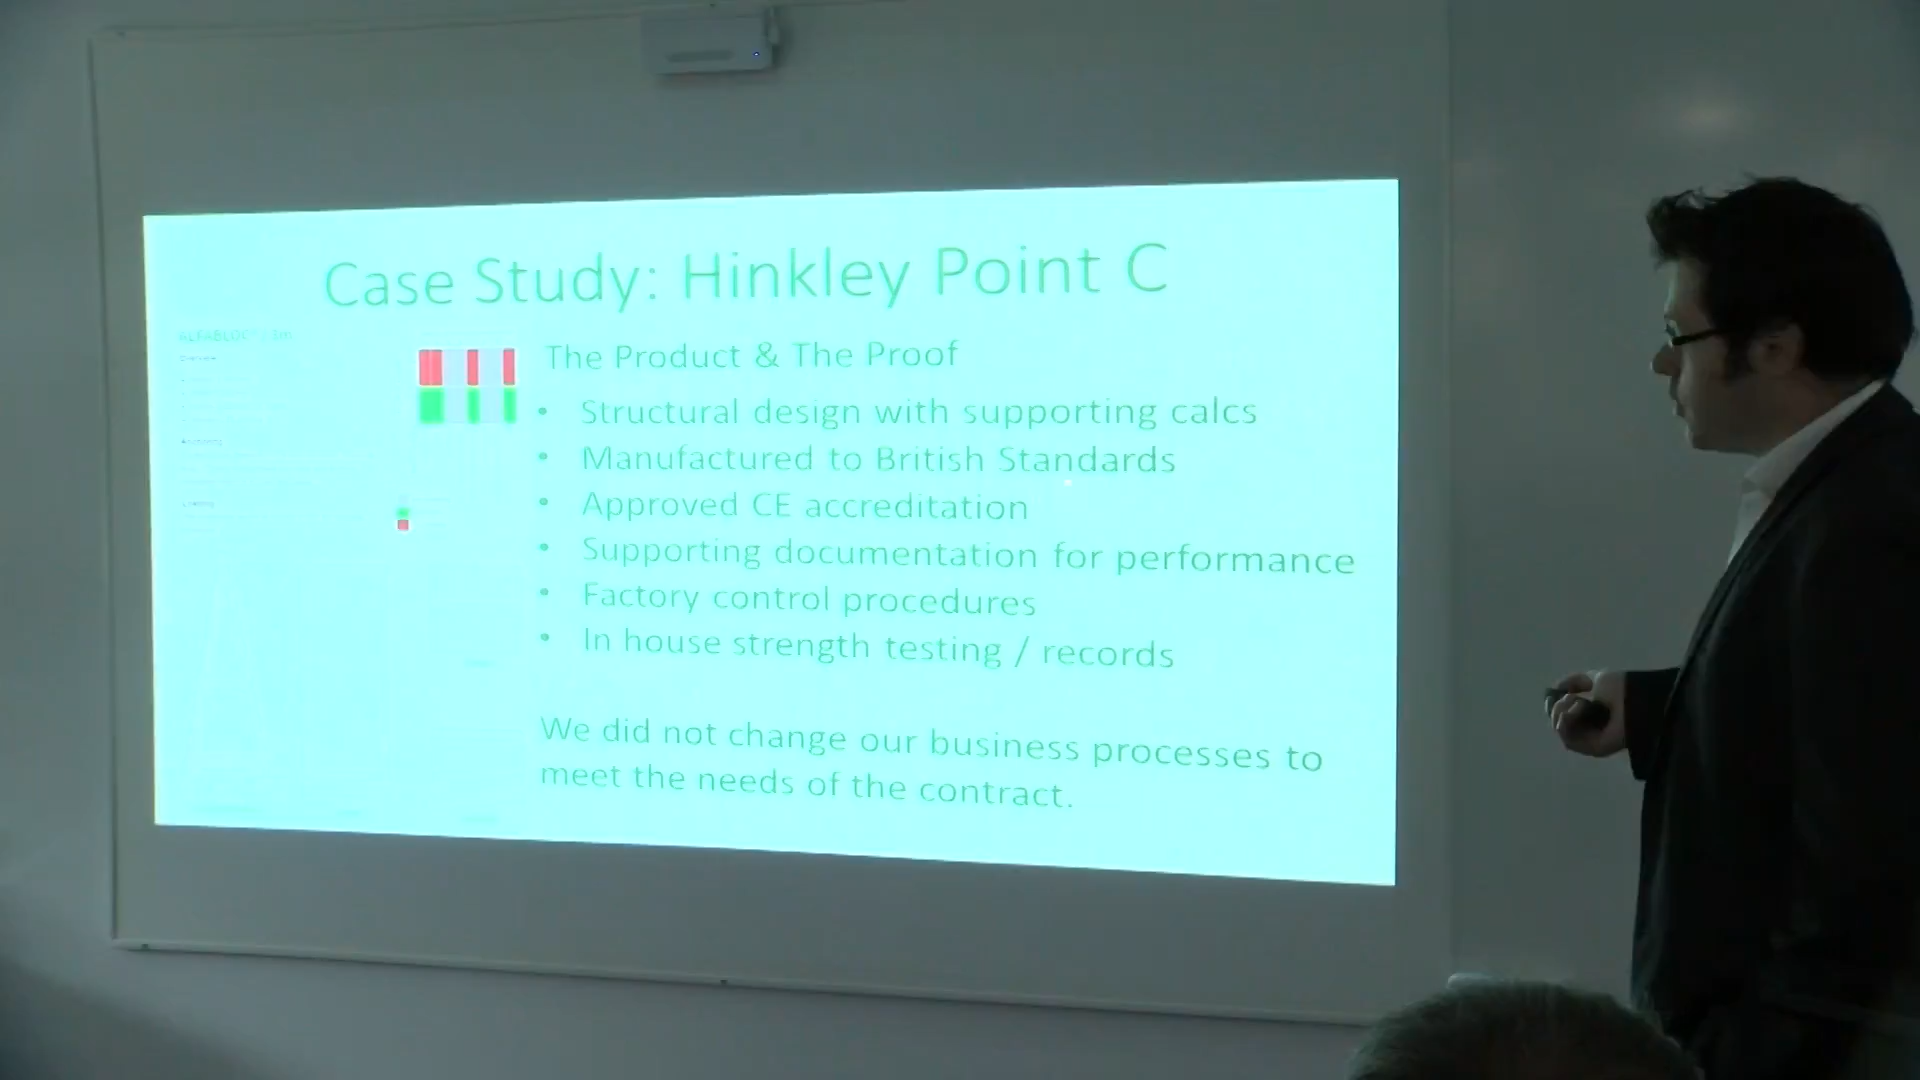 Case Study: Hinkley Point C
ALFABLOC
Overview
The Product & The Proof
• Structural design with supporting calcs
• Manufactured to British Standards
• Approved CE accreditation
• Supporting documentation for performance
• Factory control procedures
• In house strength testing / records
We did not change our business processes to
meet the needs of the contract.